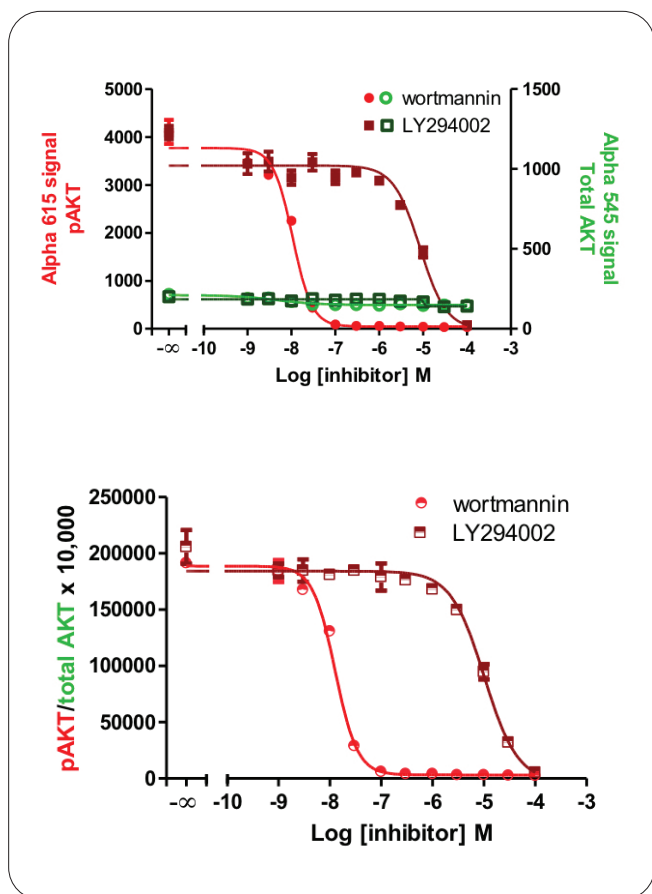 5000
4000
3000
2000
1000
0
Alpha 615 signal
pAKT
wortmannin
LY294002
1500
1000
500
0
Alpha 545 signal
Total AKT
-∞ -10 -9 -8 -7 -6 -5 -4 -3
Log [inhibitor] M
250000
200000
150000
100000
50000
0
pAKT/total AKT x 10,000
wortmannin
LY294002
-∞ -10 -9 -8 -7 -6 -5 -4 -3
Log [inhibitor] M